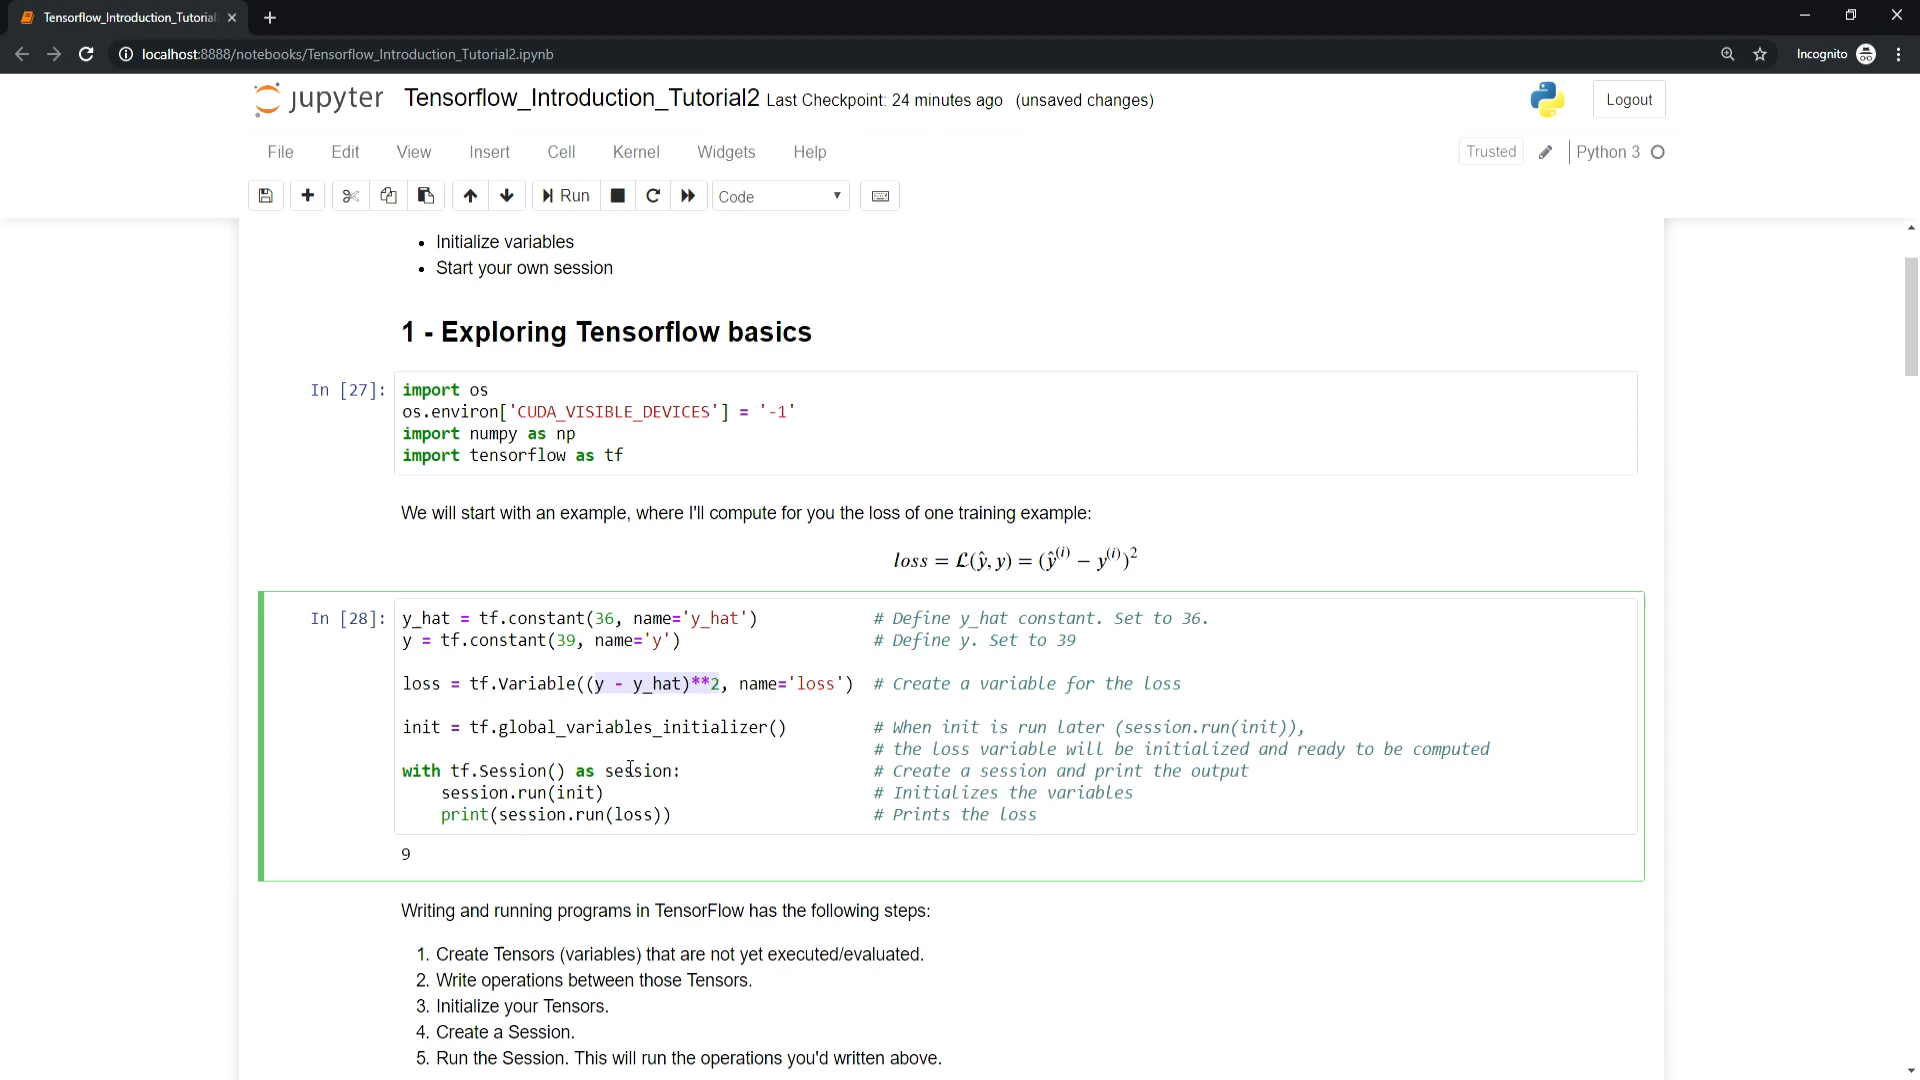 Tensorflow_Introduction_Tutorial
localhost:8888/notebooks/Tensorflow_Introduction_Tutorial2.ipynb
Incognito
jupyter Tensorflow_Introduction_Tutorial2 Last Checkpoint: 24 minutes ago (unsaved changes)
Logout
File Edit View Insert Cell Kernel Widgets Help
Trusted Python 3
Run Code
• Initialize variables
• Start your own session
1 - Exploring Tensorflow basics
In [27]: import os
os.environ['CUDA_VISIBLE_DEVICES'] = '-1'
import numpy as np
import tensorflow as tf
We will start with an example, where I'll compute for you the loss of one training example:
loss = ℒ(ŷ, y) = (ŷ⁽ⁱ⁾ − y⁽ⁱ⁾)²
In [28]: y_hat = tf.constant(36, name='y_hat') # Define y_hat constant. Set to 36.
y = tf.constant(39, name='y') # Define y. Set to 39
loss = tf.Variable((y - y_hat)**2, name='loss') # Create a variable for the loss
init = tf.global_variables_initializer() # When init is run later (session.run(init)),
# the loss variable will be initialized and ready to be computed
with tf.Session() as session: # Create a session and print the output
session.run(init) # Initializes the variables
print(session.run(loss)) # Prints the loss
9
Writing and running programs in TensorFlow has the following steps:
1. Create Tensors (variables) that are not yet executed/evaluated.
2. Write operations between those Tensors.
3. Initialize your Tensors.
4. Create a Session.
5. Run the Session. This will run the operations you'd written above.